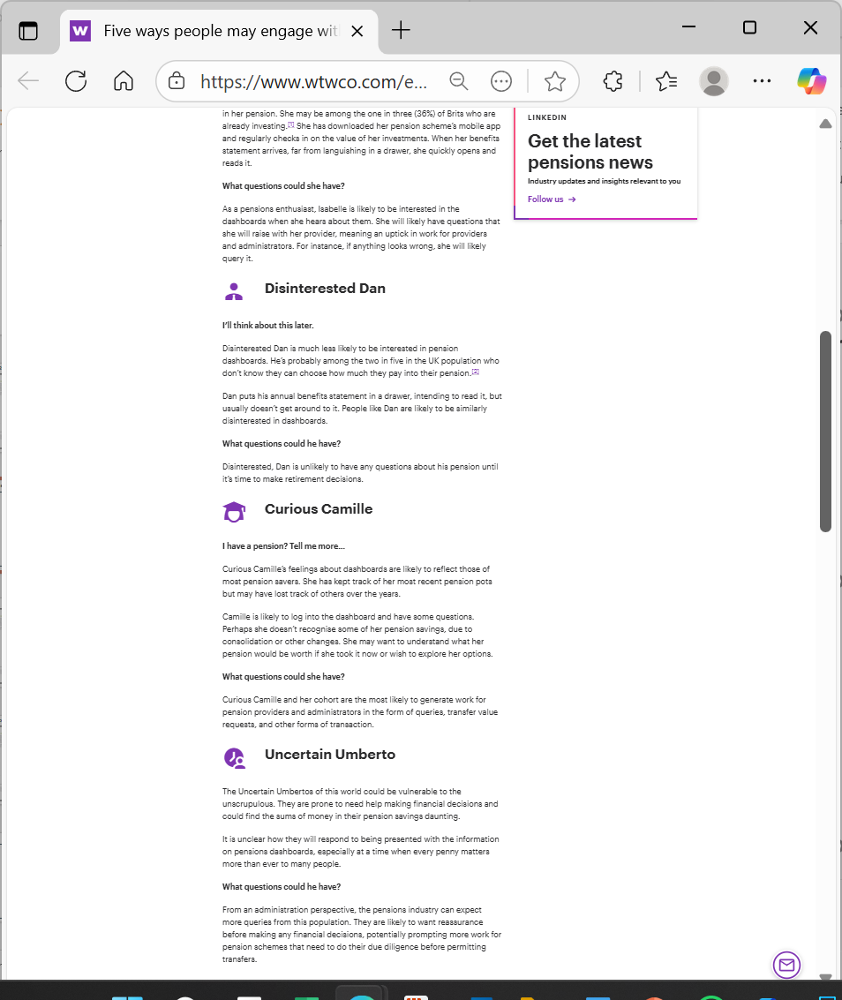 Five ways people may engage wit
https://www.wtwco.com/e...
in her pension. She may be among the one in three (36%) of Brits who are
already investing.[1] She has downloaded her pension scheme's mobile app
and regularly checks in on the value of her investments. When her benefits
statement arrives, far from languishing in a drawer, she quickly opens and
reads it.
What questions could she have?
As a pensions enthusiast, Isabelle is likely to be interested in the
dashboards when she hears about them. She will likely have questions that
she will raise with her provider, meaning an uptick in work for providers
and administrators. For instance, if anything looks wrong, she will likely
query it.
Disinterested Dan
I'll think about this later.
Disinterested Dan is much less likely to be interested in pension
dashboards. He's probably among the two in five in the UK population who
don't know they can choose how much they pay into their pension.[2]
Dan puts his annual benefits statement in a drawer, intending to read it, but
usually doesn't get around to it. People like Dan are likely to be similarly
disinterested in dashboards.
What questions could he have?
Disinterested, Dan is unlikely to have any questions about his pension until
it's time to make retirement decisions.
Curious Camille
I have a pension? Tell me more...
Curious Camille's feelings about dashboards are likely to reflect those of
most pension savers. She has kept track of her most recent pension pots
but may have lost track of others over the years.
Camille is likely to log into the dashboard and have some questions.
Perhaps she doesn't recognise some of her pension savings, due to
consolidation or other changes. She may want to understand what her
pension would be worth if she took it now or wish to explore her options.
What questions could she have?
Curious Camille and her cohort are the most likely to generate work for
pension providers and administrators in the form of queries, transfer value
requests, and other forms of transaction.
Uncertain Umberto
The Uncertain Umbertos of this world could be vulnerable to the
unscrupulous. They are prone to need help making financial decisions and
could find the sums of money in their pension savings daunting.
It is unclear how they will respond to being presented with the information
on pensions dashboards, especially at a time when every penny matters
more than ever to many people.
What questions could he have?
From an administration perspective, the pensions industry can expect
more queries from this population. They are likely to want reassurance
before making any financial decisions, potentially prompting more work for
pension schemes that need to do their due diligence before permitting
transfers.
LINKEDIN
Get the latest
pensions news
Industry updates and insights relevant to you
Follow us →